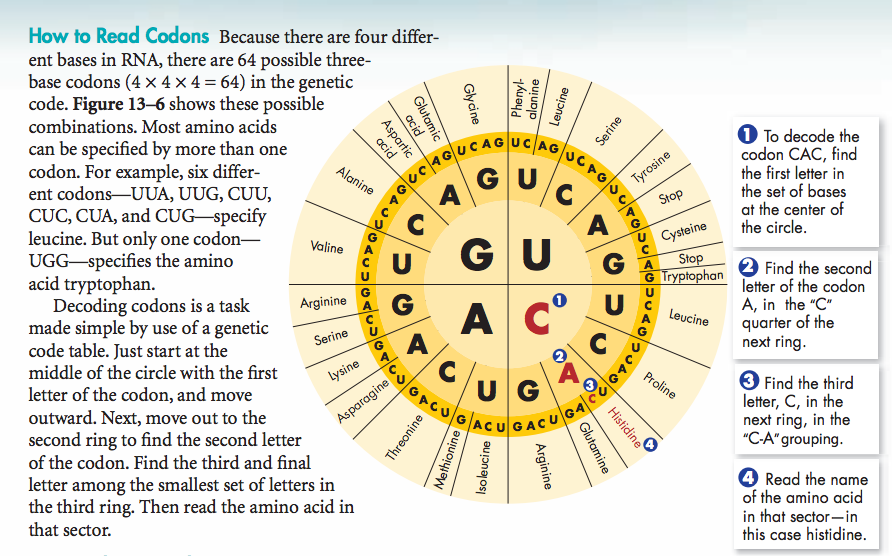 How to Read Codons Because there are four differ-
ent bases in RNA, there are 64 possible three-
base codons (4 × 4 × 4 = 64) in the genetic
code. Figure 13–6 shows these possible
combinations. Most amino acids
can be specified by more than one
codon. For example, six differ-
ent codons—UUA, UUG, CUU,
CUC, CUA, and CUG—specify
leucine. But only one codon—
UGG—specifies the amino
acid tryptophan.
Decoding codons is a task
made simple by use of a genetic
code table. Just start at the
middle of the circle with the first
letter of the codon, and move
outward. Next, move out to the
second ring to find the second letter
of the codon. Find the third and final
letter among the smallest set of letters in
the third ring. Then read the amino acid in
that sector.
G U
A C 1
U C A G
U C A G
2
U C A G
U C A G
U C A G U C A G U C A G U C A G
U C A G U C A G U C A G U C A G
3
U C A G U C A G U C A G U C A G
U C A G U C A G U C A G U C A G
Phenyl-
alanine
Leucine
Serine
Tyrosine
Stop
Cysteine
Stop
Tryptophan
Leucine
Proline
Histidine 4
Glutamine
Arginine
Isoleucine
Methionine
Threonine
Asparagine
Lysine
Serine
Arginine
Valine
Alanine
Aspartic
acid
Glutamic
acid
Glycine
1 To decode the
codon CAC, find
the first letter in
the set of bases
at the center of
the circle.
2 Find the second
letter of the codon
A, in the “C”
quarter of the
next ring.
3 Find the third
letter, C, in the
next ring, in the
“C-A” grouping.
4 Read the name
of the amino acid
in that sector—in
this case histidine.